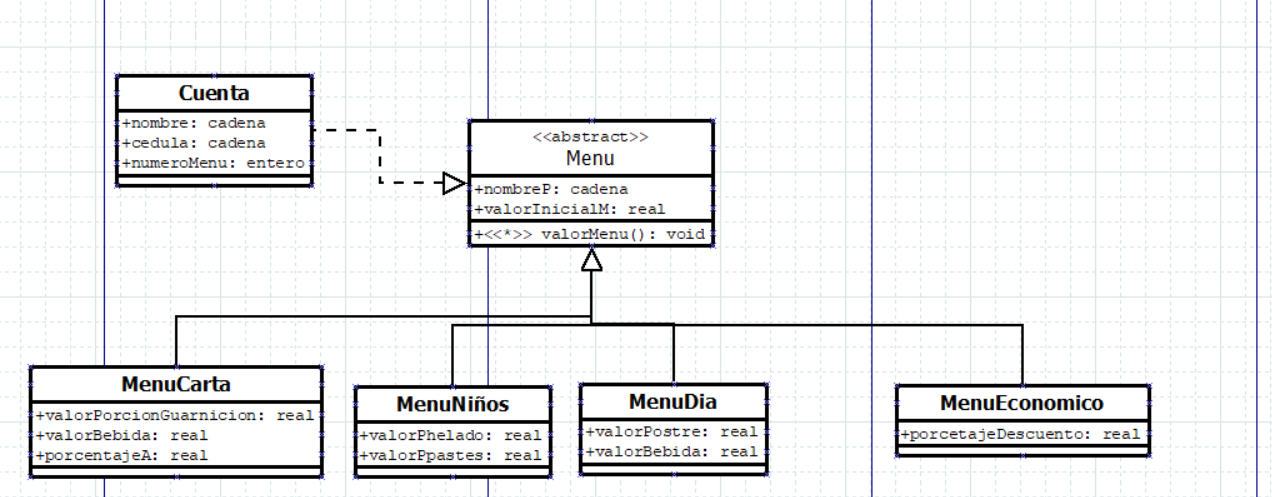 Cuenta
+nombre: cadena
+cedula: cadena
+numeroMenu: entero
<<abstract>>
Menu
+nombreP: cadena
+valorInicialM: real
+<<*>> valorMenu(): void
MenuCarta
+valorPorcionGuarnicion: real
+valorBebida: real
+porcentajeA: real
MenuNiños
+valorPhelado: real
+valorPpastes: real
MenuDia
+valorPostre: real
+valorBebida: real
MenuEconomico
+porcetajeDescuento: real